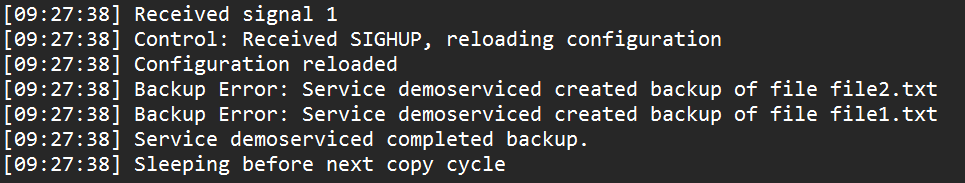 [09:27:38] Received signal 1
[09:27:38] Control: Received SIGHUP, reloading configuration
[09:27:38] Configuration reloaded
[09:27:38] Backup Error: Service demoserviced created backup of file file2.txt
[09:27:38] Backup Error: Service demoserviced created backup of file file1.txt
[09:27:38] Service demoserviced completed backup.
[09:27:38] Sleeping before next copy cycle